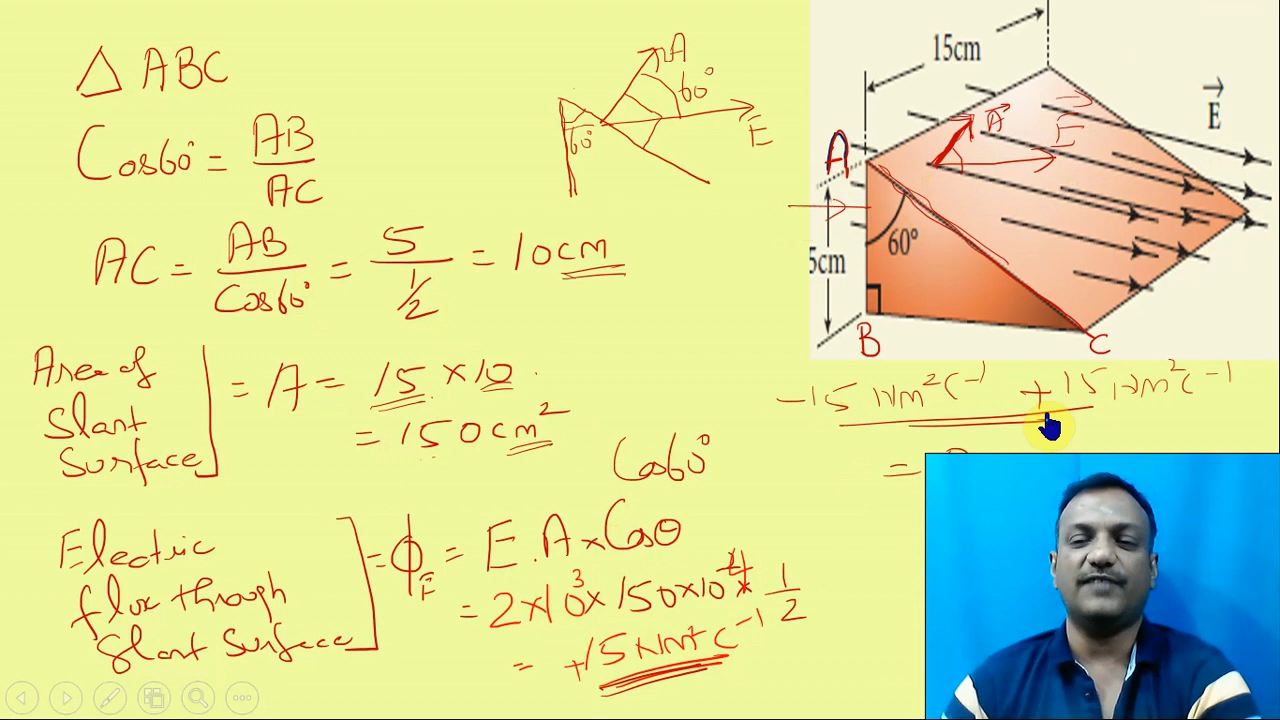 △ ABC
Cos60° = AB/AC
AC = AB/Cos60° = 5/(1/2) = 10cm
Area of Slant Surface] = A = 15 × 10
= 150cm²
Cos60°
Electric flux through Slant Surface] = ϕ_E = E.A × Cosθ
= 2×10³ × 150×10⁻⁴ × 1/2
= +15 Nm²C⁻¹
60°
A
60°
E
15cm
E
A
A
E
60°
5cm
B
C
-15 Nm²C⁻¹ +15 Nm²C⁻¹
=